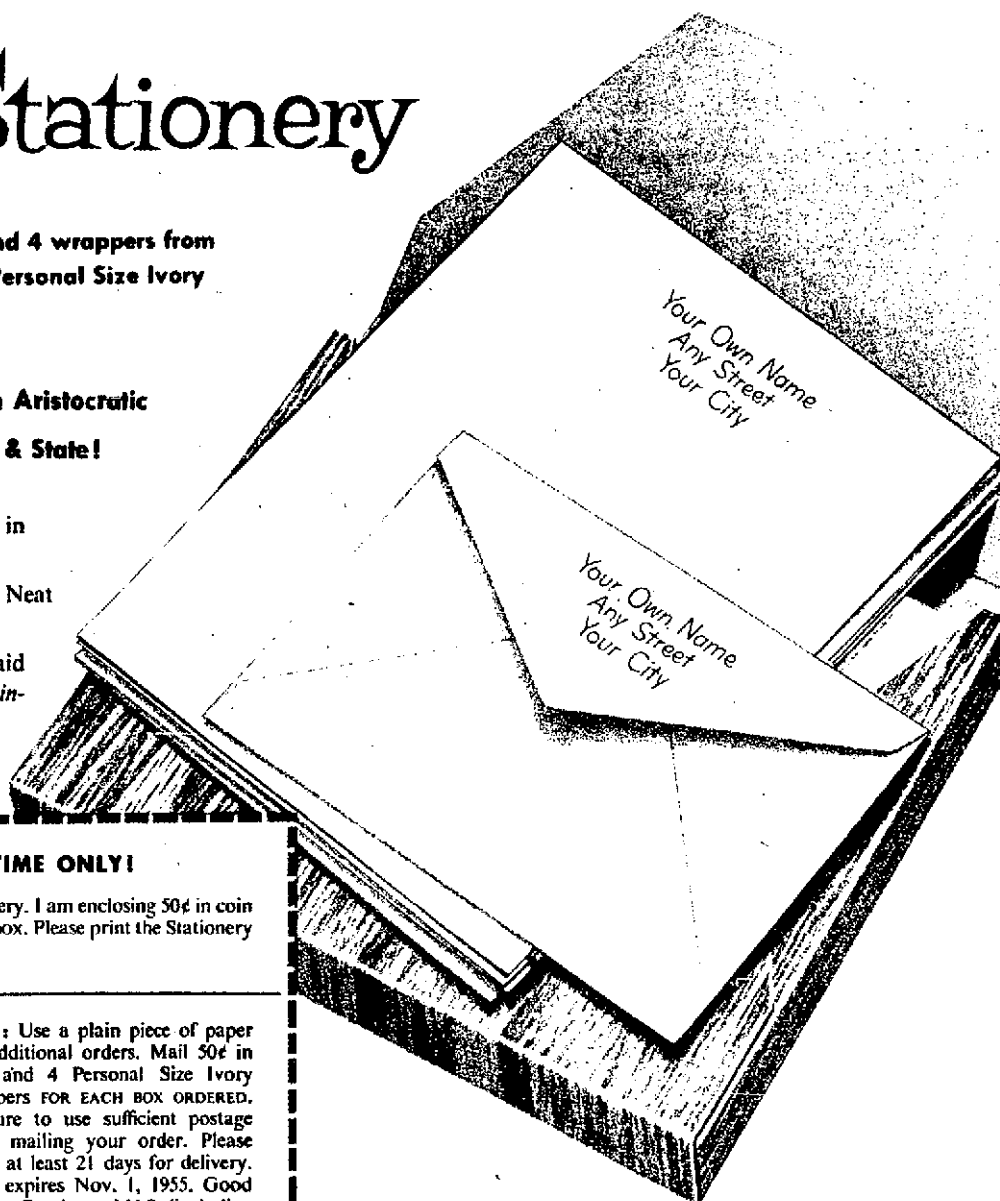 Stationery
nd 4 wrappers from
ersonal Size Ivory
Aristocratic
& State!
in
Neat
aid
in-
Your Own Name
Any Street
Your City
Your Own Name
Any Street
Your City
TIME ONLY!
ery. I am enclosing 50¢ in coin
ox. Please print the Stationery
: Use a plain piece of paper
dditional orders. Mail 50¢ in
and 4 Personal Size Ivory
pers FOR EACH BOX ORDERED.
ure to use sufficient postage
mailing your order. Please
at least 21 days for delivery.
expires Nov. 1, 1955. Good